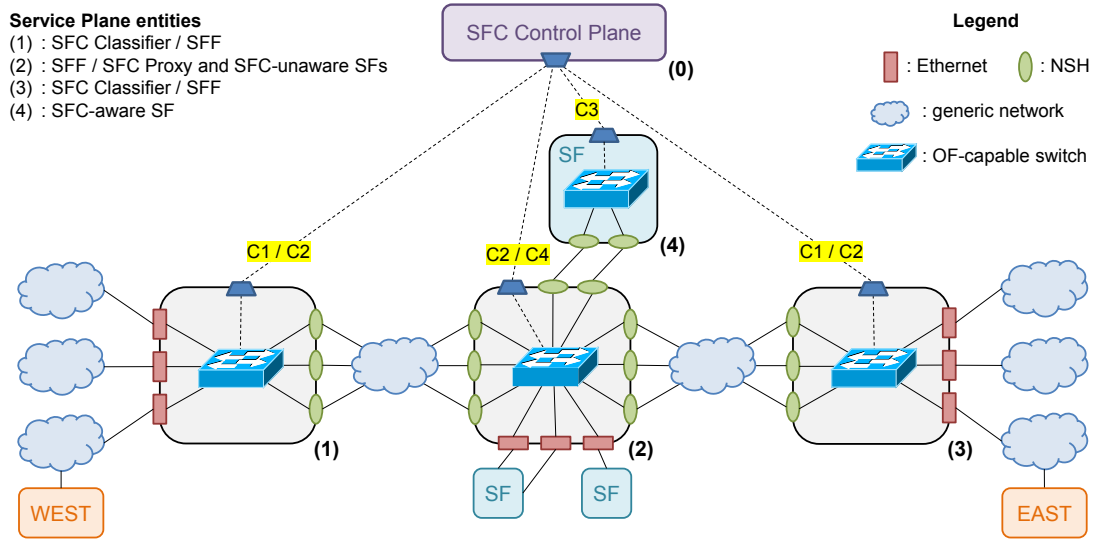 Service Plane entities
(1) : SFC Classifier / SFF
(2) : SFF / SFC Proxy and SFC-unaware SFs
(3) : SFC Classifier / SFF
(4) : SFC-aware SF
SFC Control Plane
(0)
Legend
: Ethernet
: NSH
: generic network
: OF-capable switch
C3
SF
(4)
C1 / C2
C2 / C4
C1 / C2
(1)
(2)
(3)
SF
SF
WEST
EAST